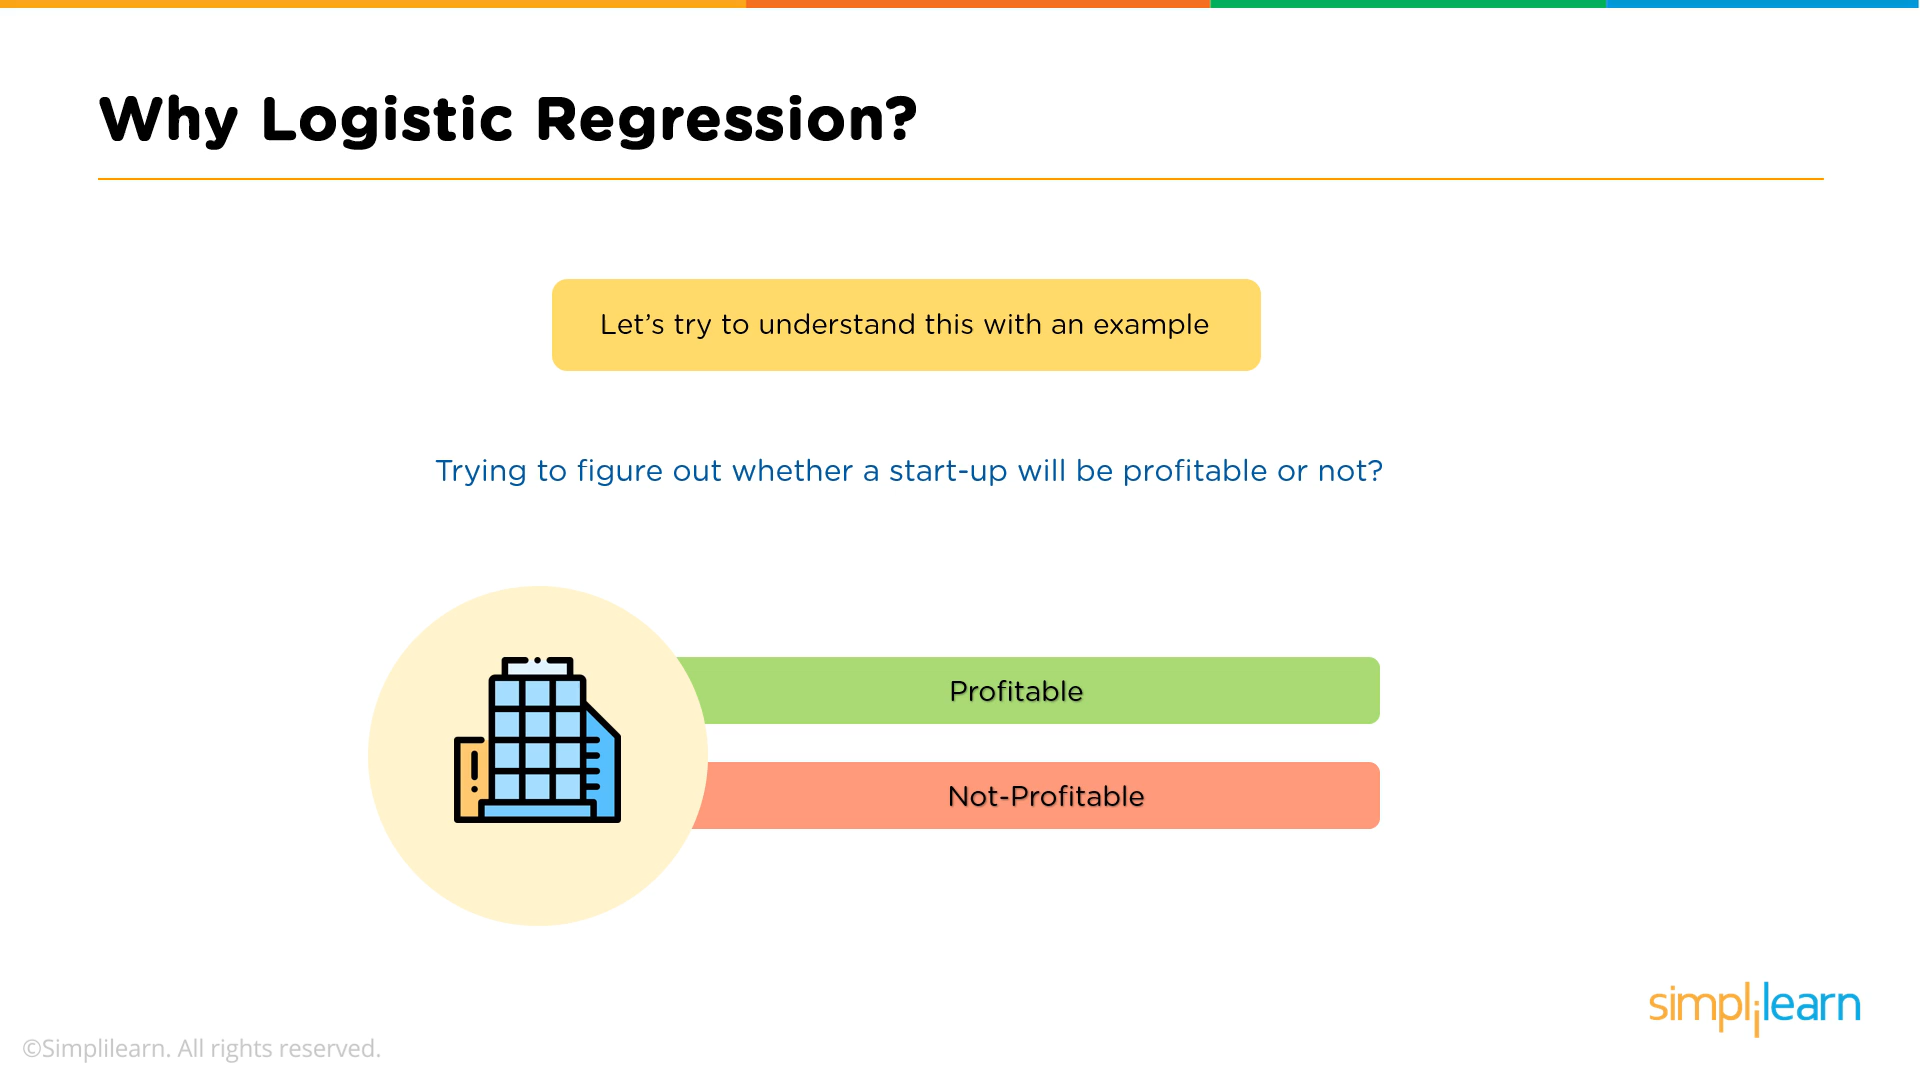 Why Logistic Regression?
Let’s try to understand this with an example
Trying to figure out whether a start-up will be profitable or not?
Profitable
Not-Profitable
simplilearn
©Simplilearn. All rights reserved.